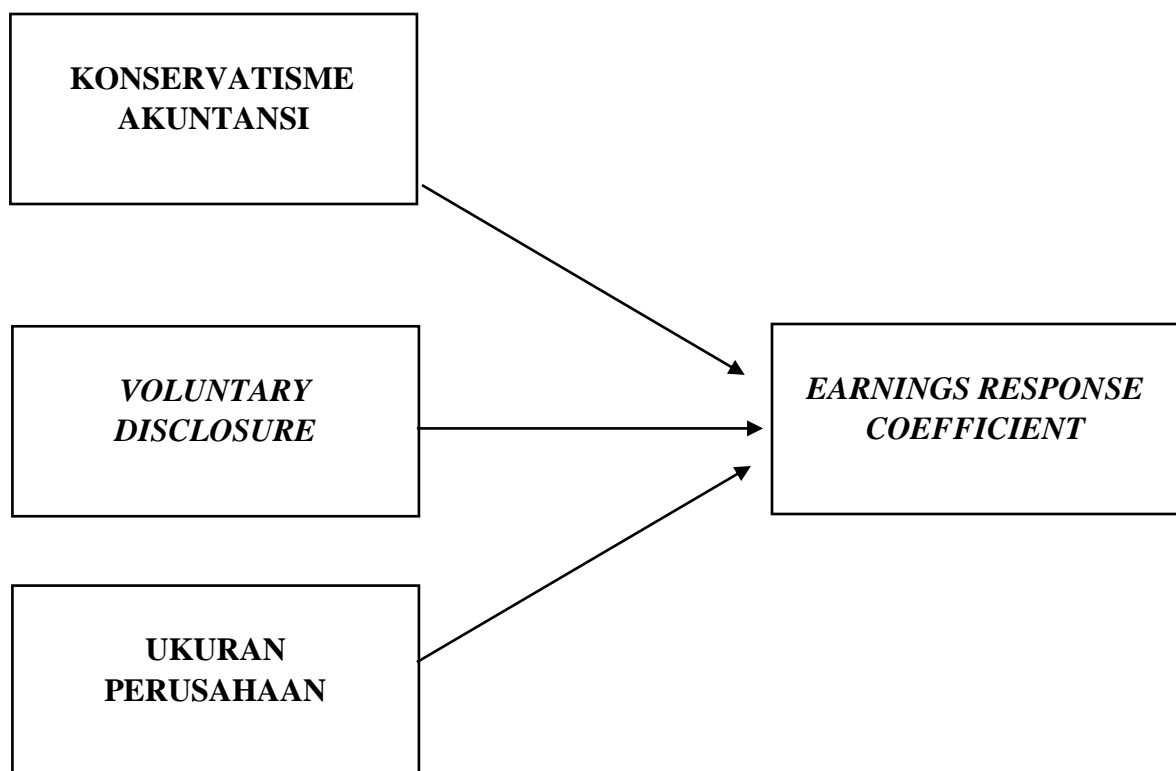 KONSERVATISME
AKUNTANSI
VOLUNTARY
DISCLOSURE
EARNINGS RESPONSE
COEFFICIENT
UKURAN
PERUSAHAAN